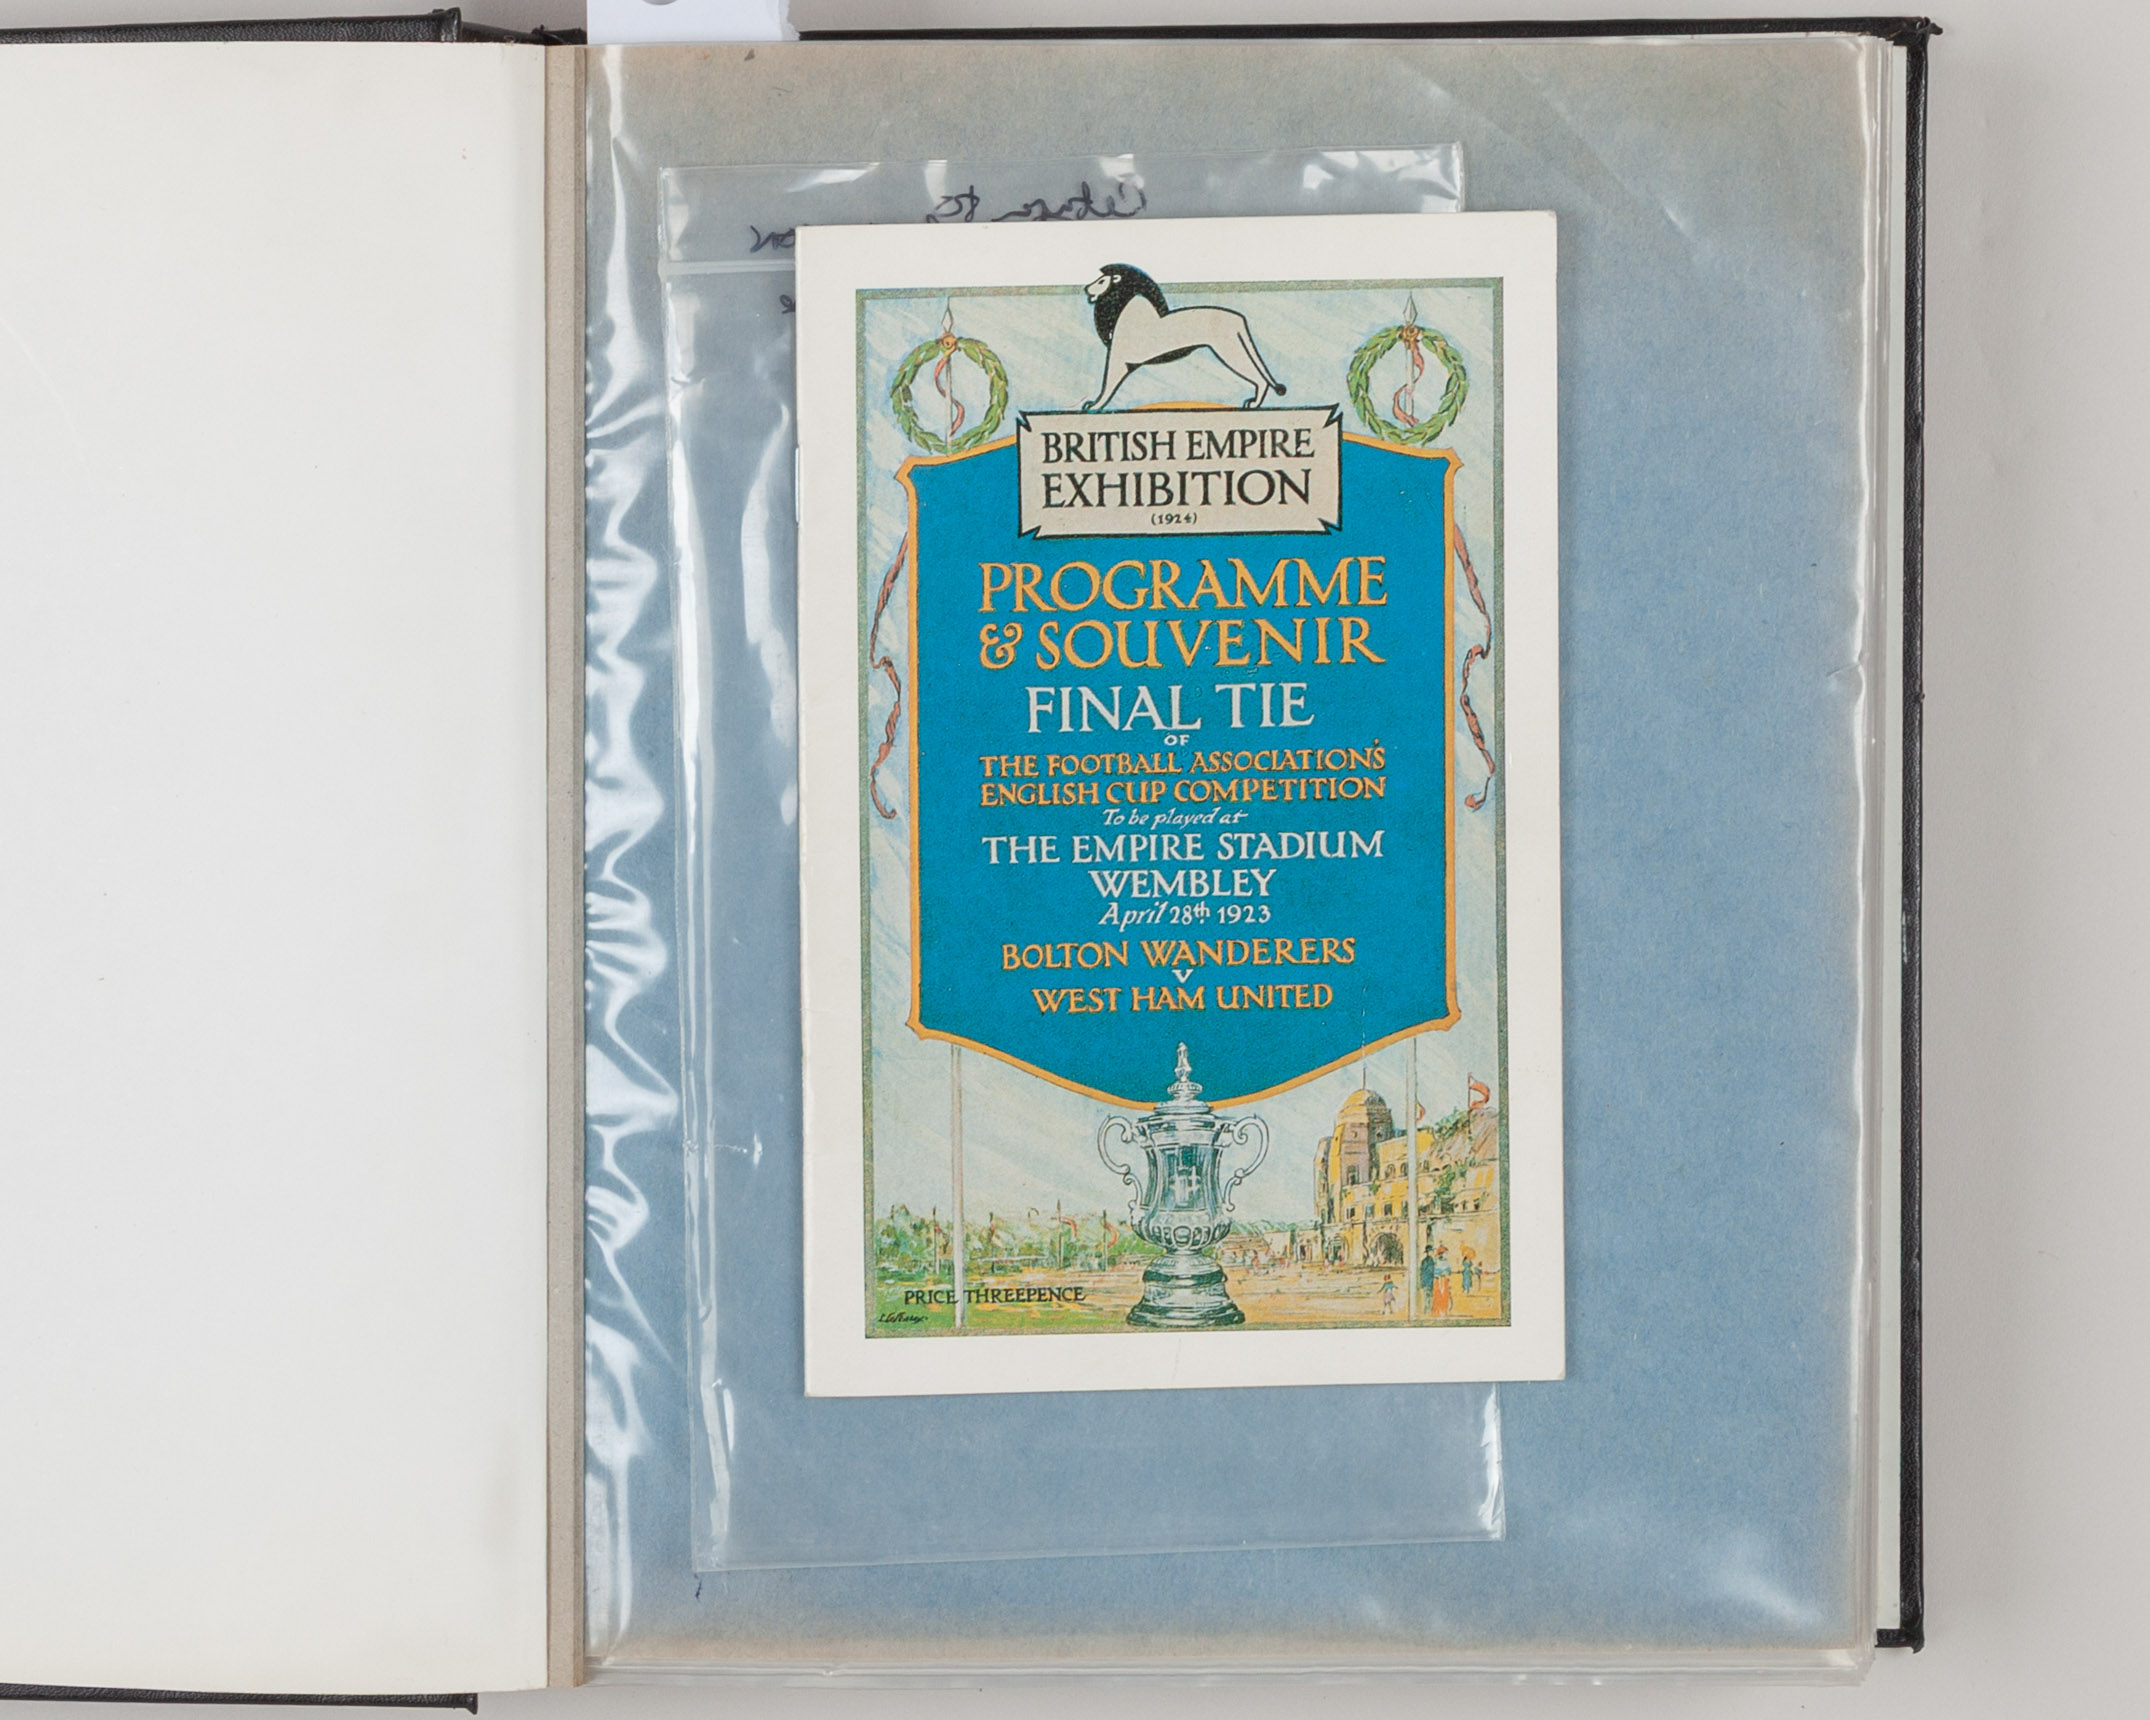 BRITISH EMPIRE
EXHIBITION
(1924)
PROGRAMME
& SOUVENIR
FINAL TIE
OF
THE FOOTBALL ASSOCIATION'S
ENGLISH CUP COMPETITION
To be played at
THE EMPIRE STADIUM
WEMBLEY
April 28th 1923
BOLTON WANDERERS
V
WEST HAM UNITED
PRICE THREEPENCE